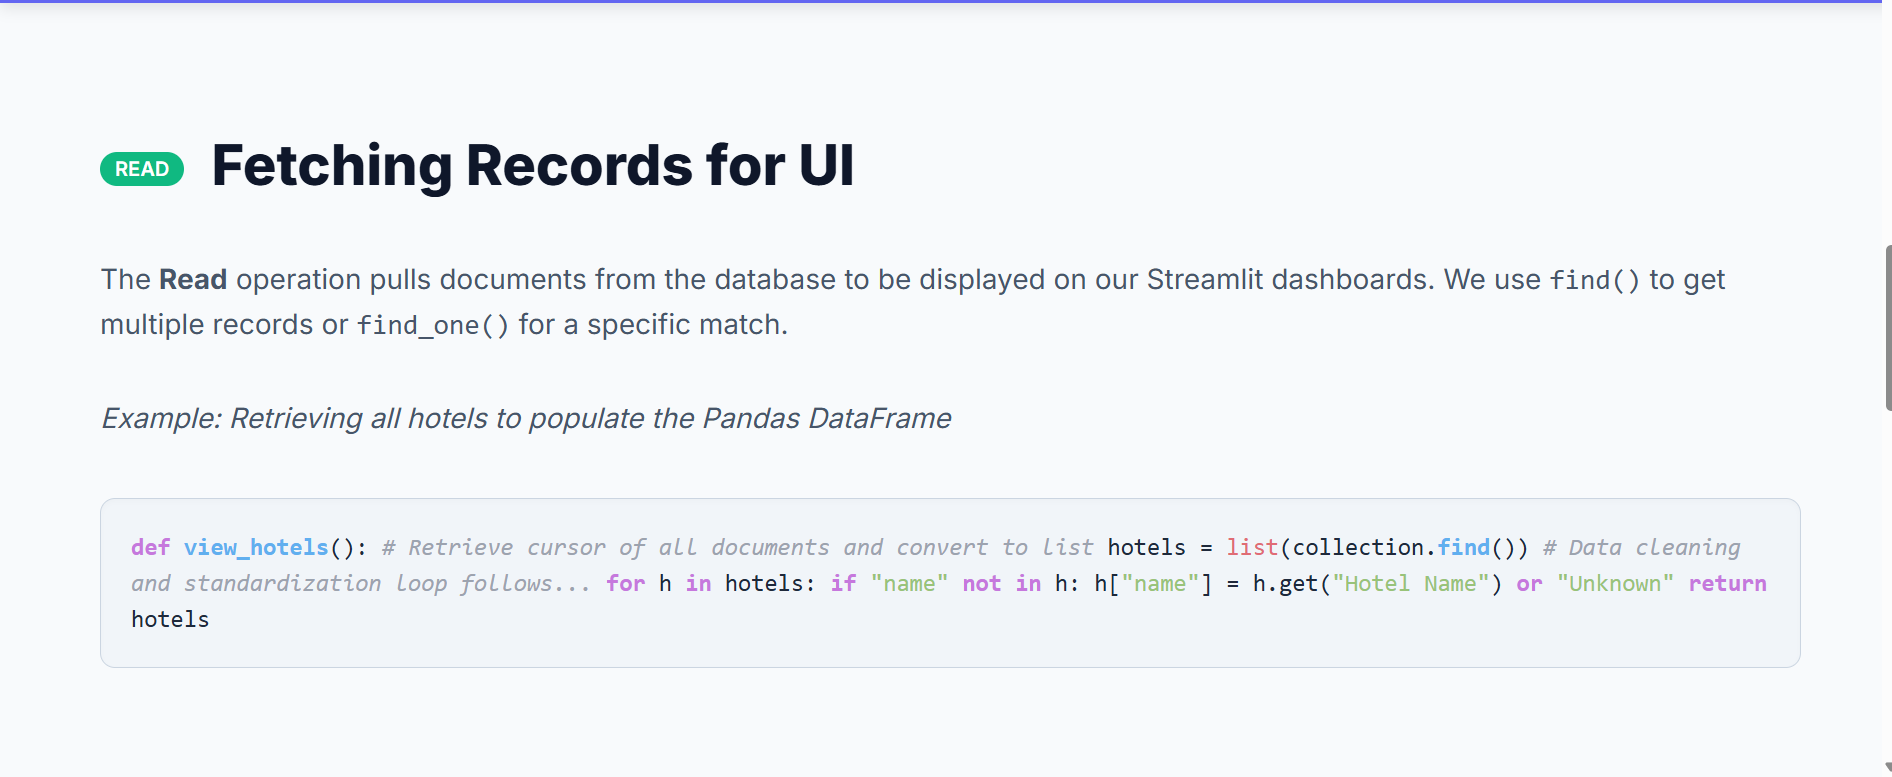 READ Fetching Records for UI
The Read operation pulls documents from the database to be displayed on our Streamlit dashboards. We use find() to get
multiple records or find_one() for a specific match.
Example: Retrieving all hotels to populate the Pandas DataFrame
def view_hotels(): # Retrieve cursor of all documents and convert to list hotels = list(collection.find()) # Data cleaning
and standardization loop follows... for h in hotels: if "name" not in h: h["name"] = h.get("Hotel Name") or "Unknown" return
hotels